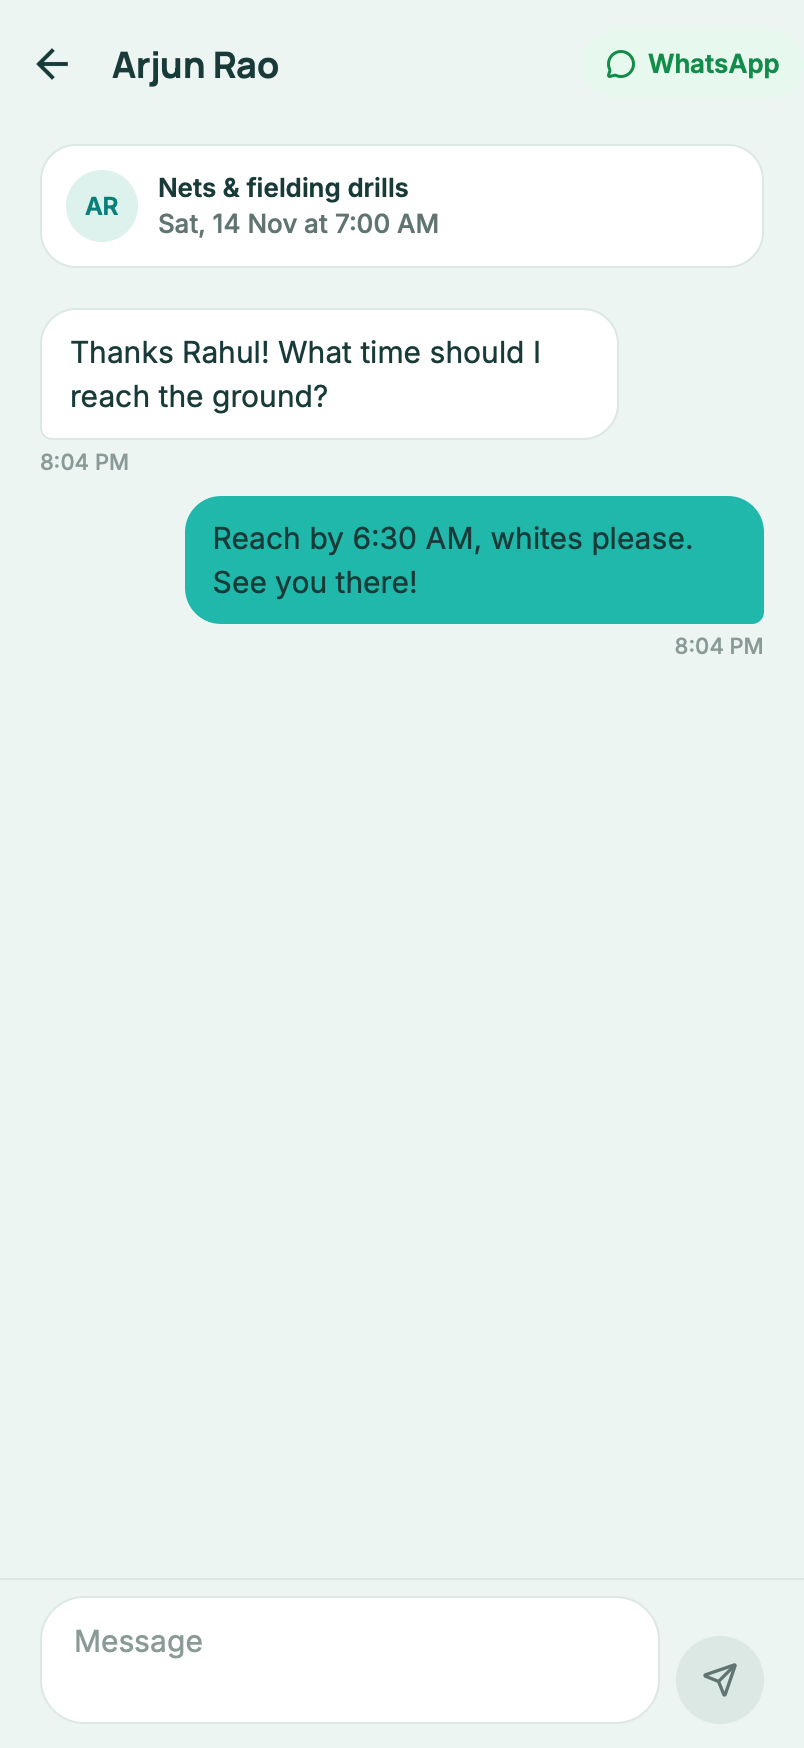 Arjun Rao
WhatsApp
AR
Nets & fielding drills
Sat, 14 Nov at 7:00 AM
Thanks Rahul! What time should I
reach the ground?
8:04 PM
Reach by 6:30 AM, whites please.
See you there!
8:04 PM
Message